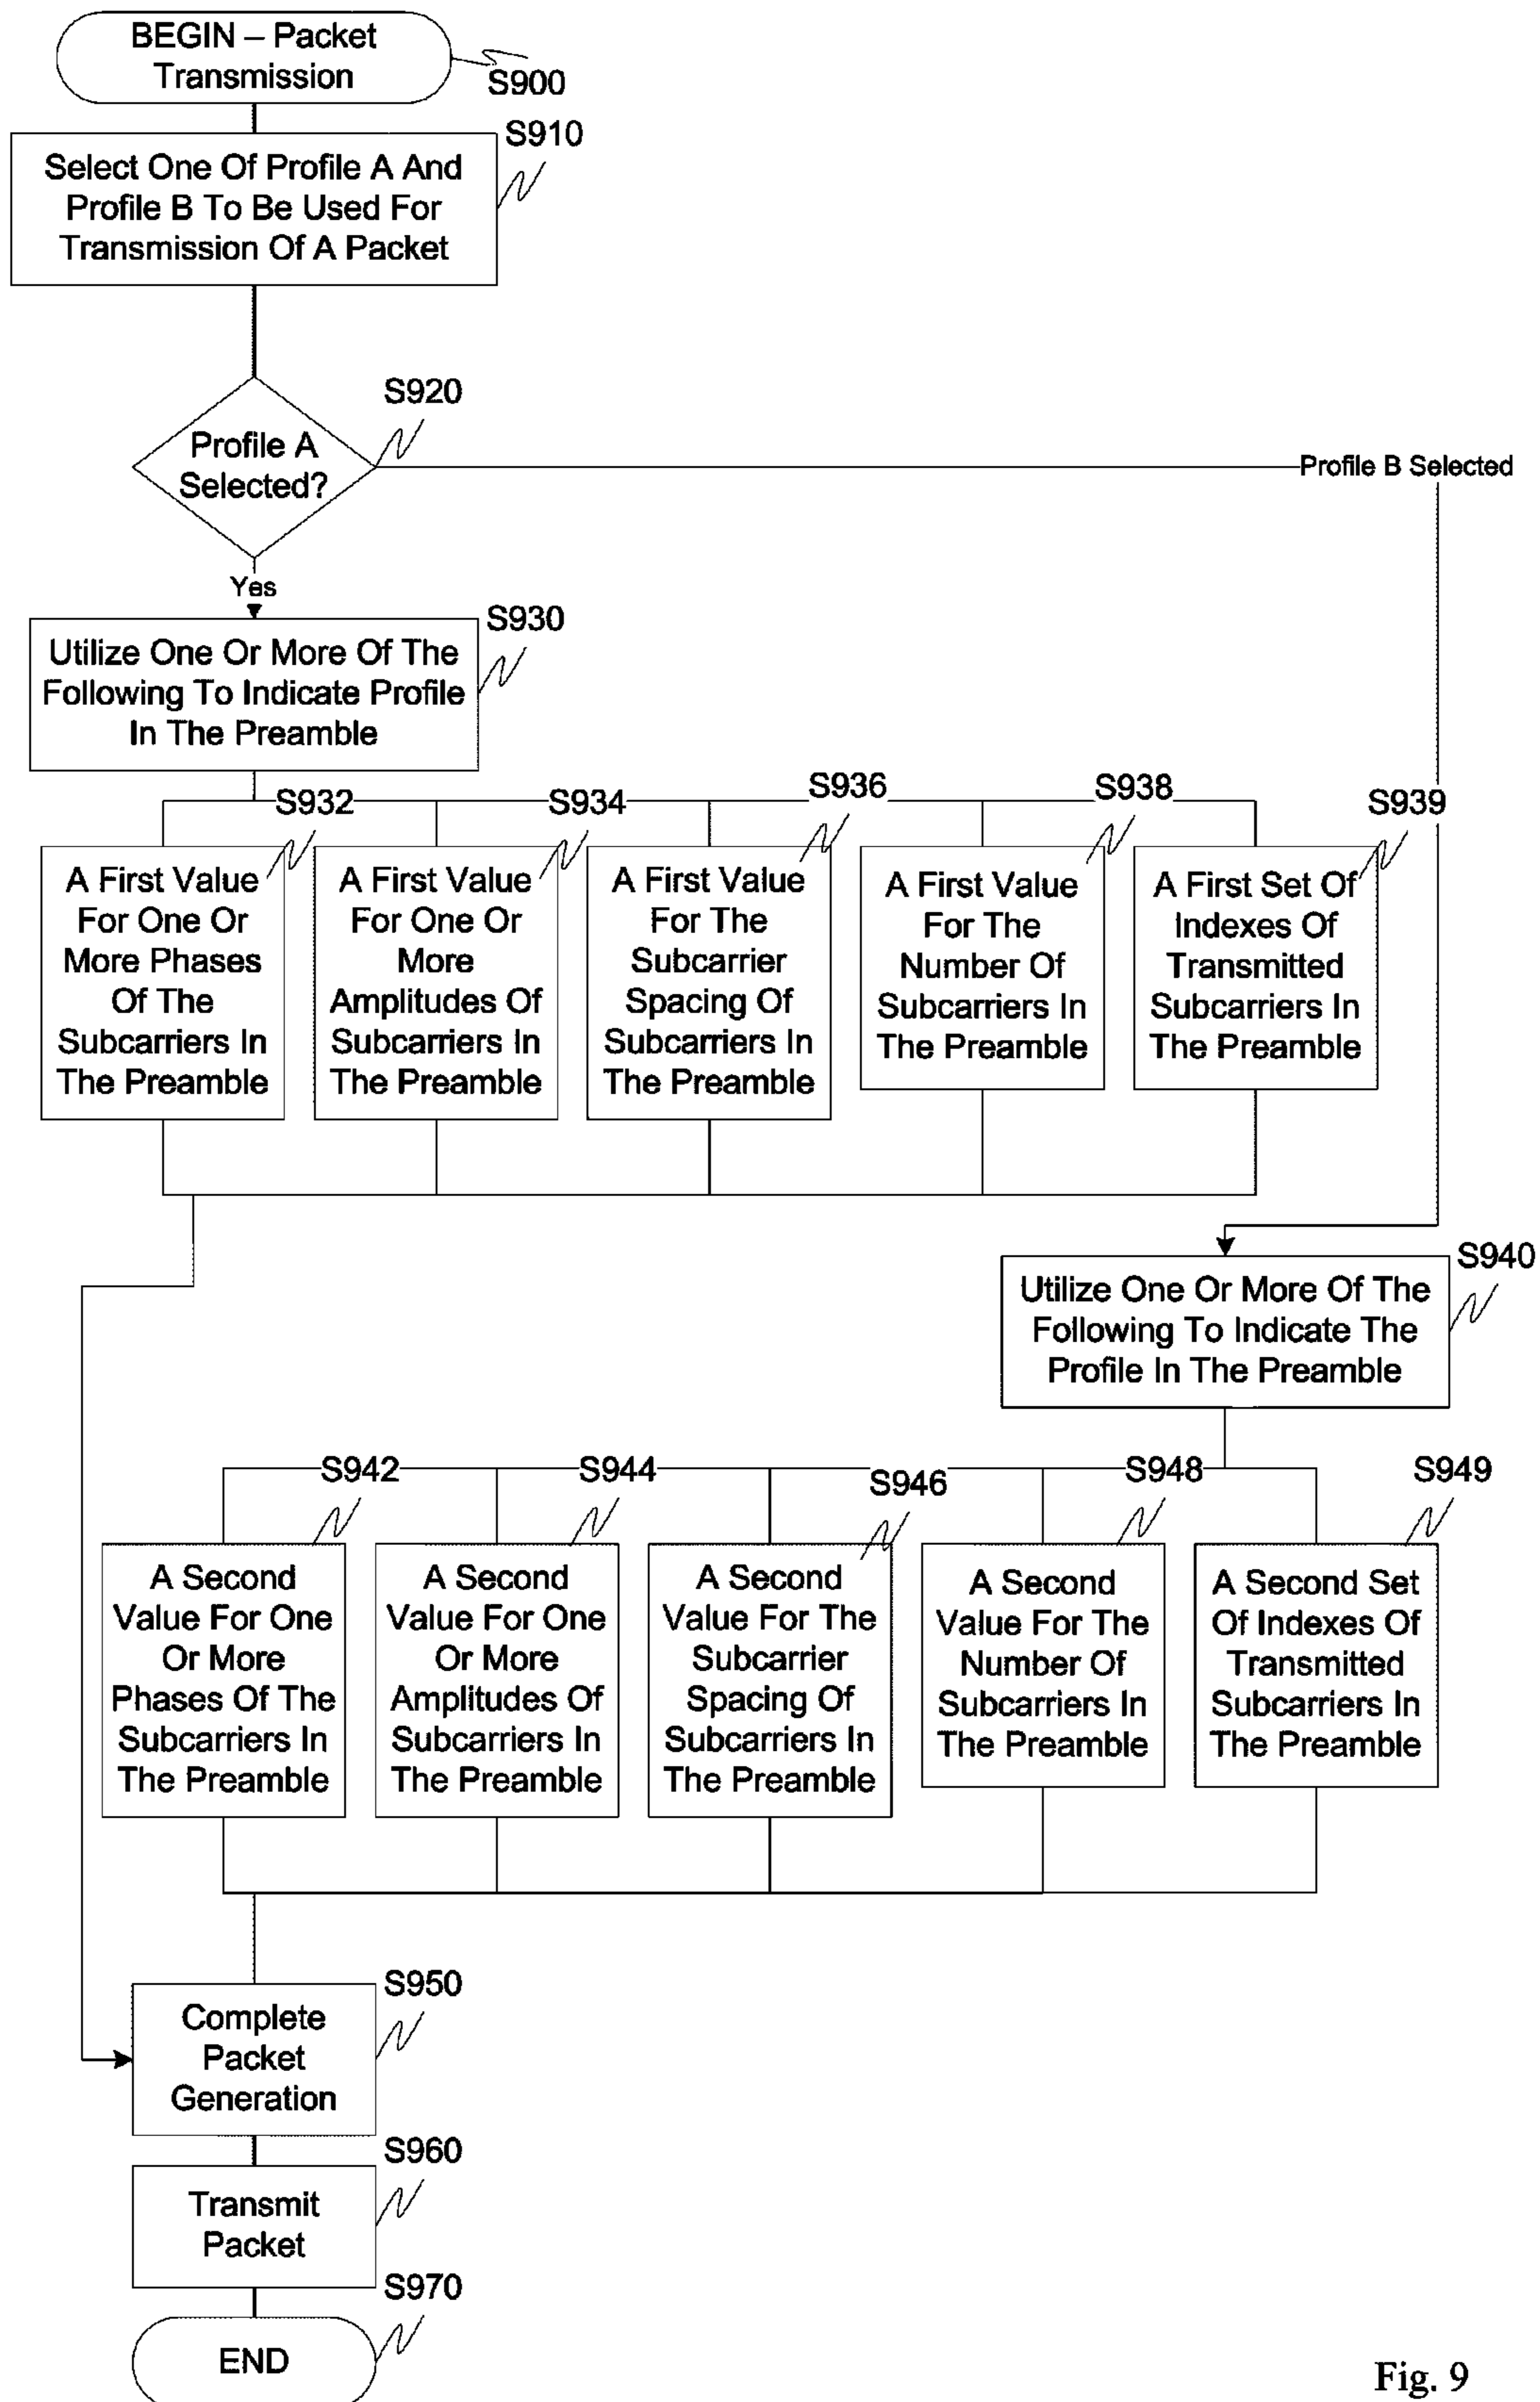 BEGIN – Packet
Transmission
S900
S910
Select One Of Profile A And
Profile B To Be Used For
Transmission Of A Packet
S920
Profile A
Selected?
Profile B Selected
Yes
S930
Utilize One Or More Of The
Following To Indicate Profile
In The Preamble
S932
S934
S936
S938
S939
A First Value
For One Or
More Phases
Of The
Subcarriers In
The Preamble
A First Value
For One Or
More
Amplitudes Of
Subcarriers In
The Preamble
A First Value
For The
Subcarrier
Spacing Of
Subcarriers In
The Preamble
A First Value
For The
Number Of
Subcarriers In
The Preamble
A First Set Of
Indexes Of
Transmitted
Subcarriers In
The Preamble
S940
Utilize One Or More Of The
Following To Indicate The
Profile In The Preamble
S942
S944
S946
S948
S949
A Second
Value For One
Or More
Phases Of The
Subcarriers In
The Preamble
A Second
Value For One
Or More
Amplitudes Of
Subcarriers In
The Preamble
A Second
Value For The
Subcarrier
Spacing Of
Subcarriers In
The Preamble
A Second
Value For The
Number Of
Subcarriers In
The Preamble
A Second Set
Of Indexes Of
Transmitted
Subcarriers In
The Preamble
S950
Complete
Packet
Generation
S960
Transmit
Packet
S970
END
Fig. 9